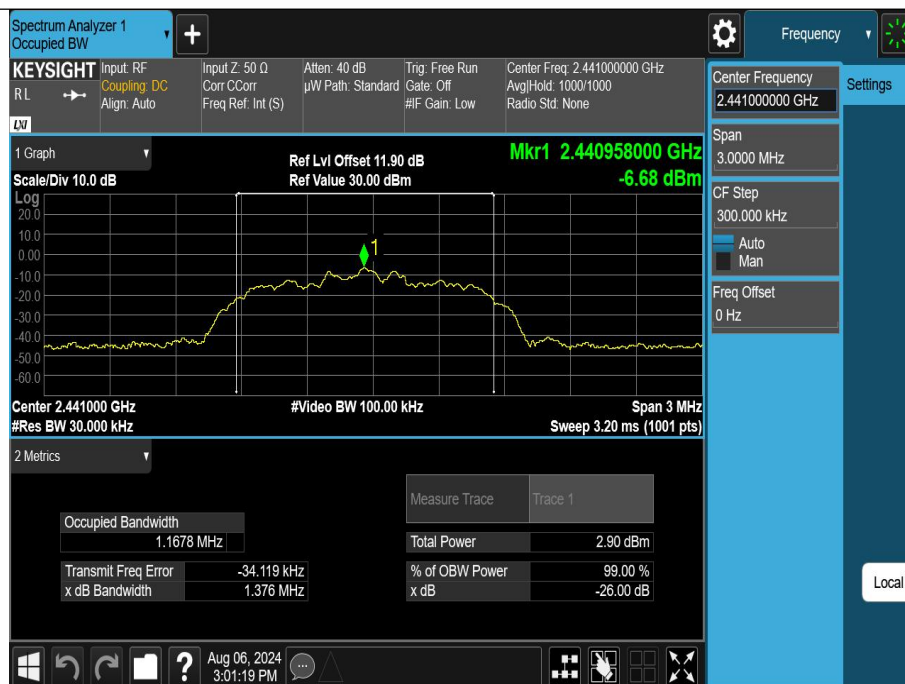 Spectrum Analyzer 1
Occupied BW
Frequency
KEYSIGHT
RL
LXI
Input: RF
Coupling: DC
Align: Auto
Input Z: 50 Ω
Corr CCorr
Freq Ref: Int (S)
Atten: 40 dB
µW Path: Standard
Trig: Free Run
Gate: Off
#IF Gain: Low
Center Freq: 2.441000000 GHz
Avg|Hold: 1000/1000
Radio Std: None
Center Frequency
2.441000000 GHz
Settings
Span
3.0000 MHz
CF Step
300.000 kHz
Auto
Man
Freq Offset
0 Hz
Local
1 Graph
Scale/Div 10.0 dB
Ref Lvl Offset 11.90 dB
Ref Value 30.00 dBm
Mkr1 2.440958000 GHz
-6.68 dBm
Log
20.0
10.0
0.00
-10.0
-20.0
-30.0
-40.0
-50.0
-60.0
1
Center 2.441000 GHz
#Res BW 30.000 kHz
#Video BW 100.00 kHz
Span 3 MHz
Sweep 3.20 ms (1001 pts)
2 Metrics
Measure Trace
Trace 1
Occupied Bandwidth
1.1678 MHz
Total Power
2.90 dBm
Transmit Freq Error
-34.119 kHz
% of OBW Power
99.00 %
x dB Bandwidth
1.376 MHz
x dB
-26.00 dB
Aug 06, 2024
3:01:19 PM